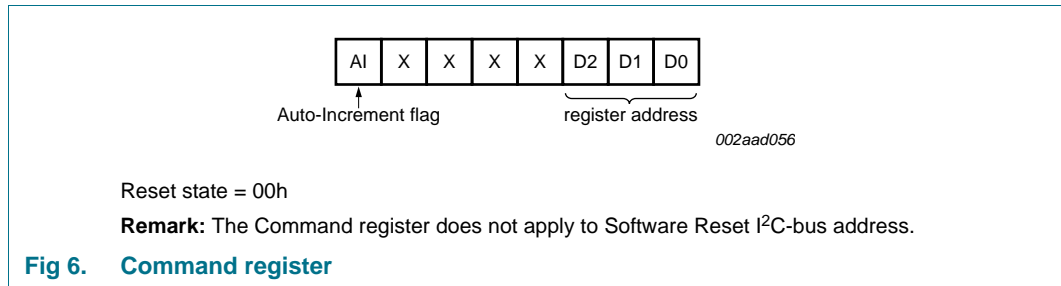 AI X X X X D2 D1 D0
Auto-Increment flag register address
002aad056
Reset state = 00h
Remark: The Command register does not apply to Software Reset I²C-bus address.
Fig 6. Command register